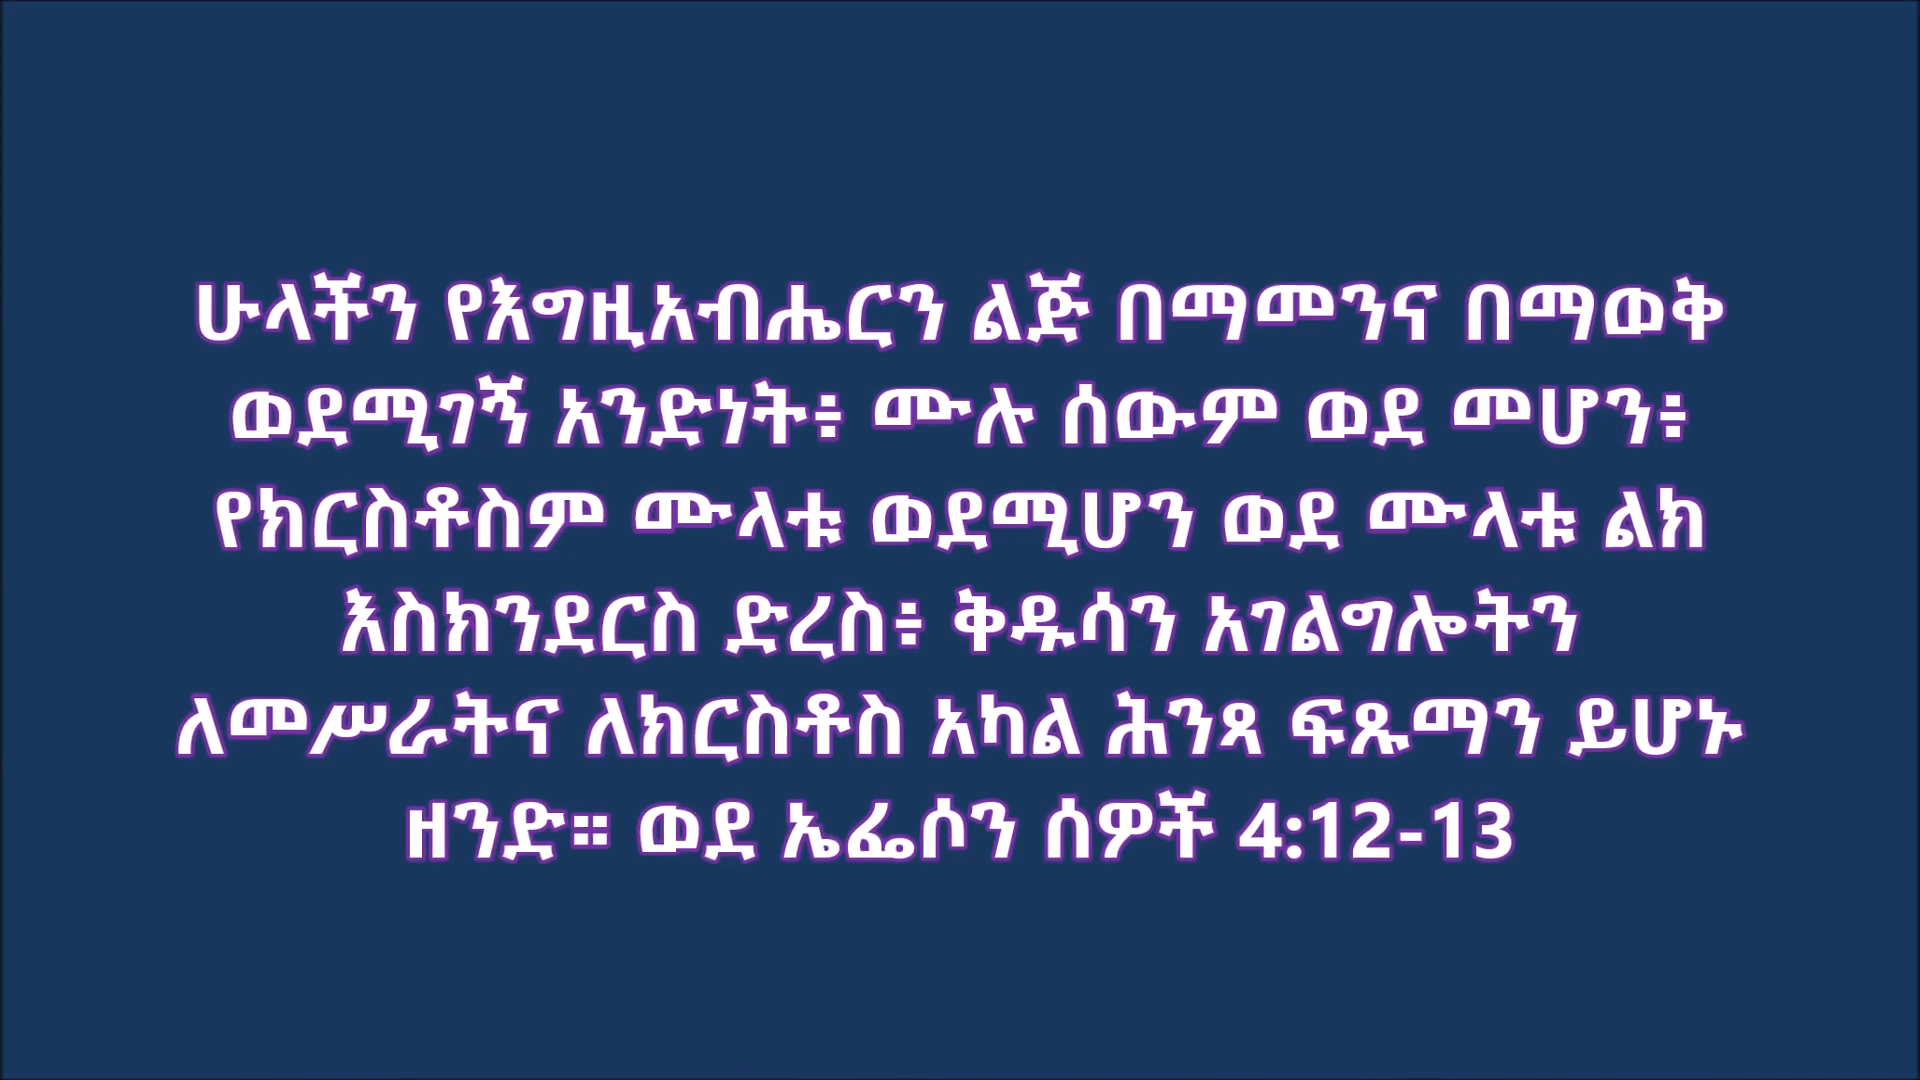 ሁላችን የእግዚአብሔርን ልጅ በማመንና በማወቅ
ወደሚገኝ አንድነት፥ ሙሉ ሰውም ወደ መሆን፥
የክርስቶስም ሙላቱ ወደሚሆን ወደ ሙላቱ ልክ
እስክንደርስ ድረስ፥ ቅዱሳን አገልግሎትን
ለመሥራትና ለክርስቶስ አካል ሕንጻ ፍጹማን ይሆኑ
ዘንድ። ወደ ኤፌሶን ሰዎች 4:12-13